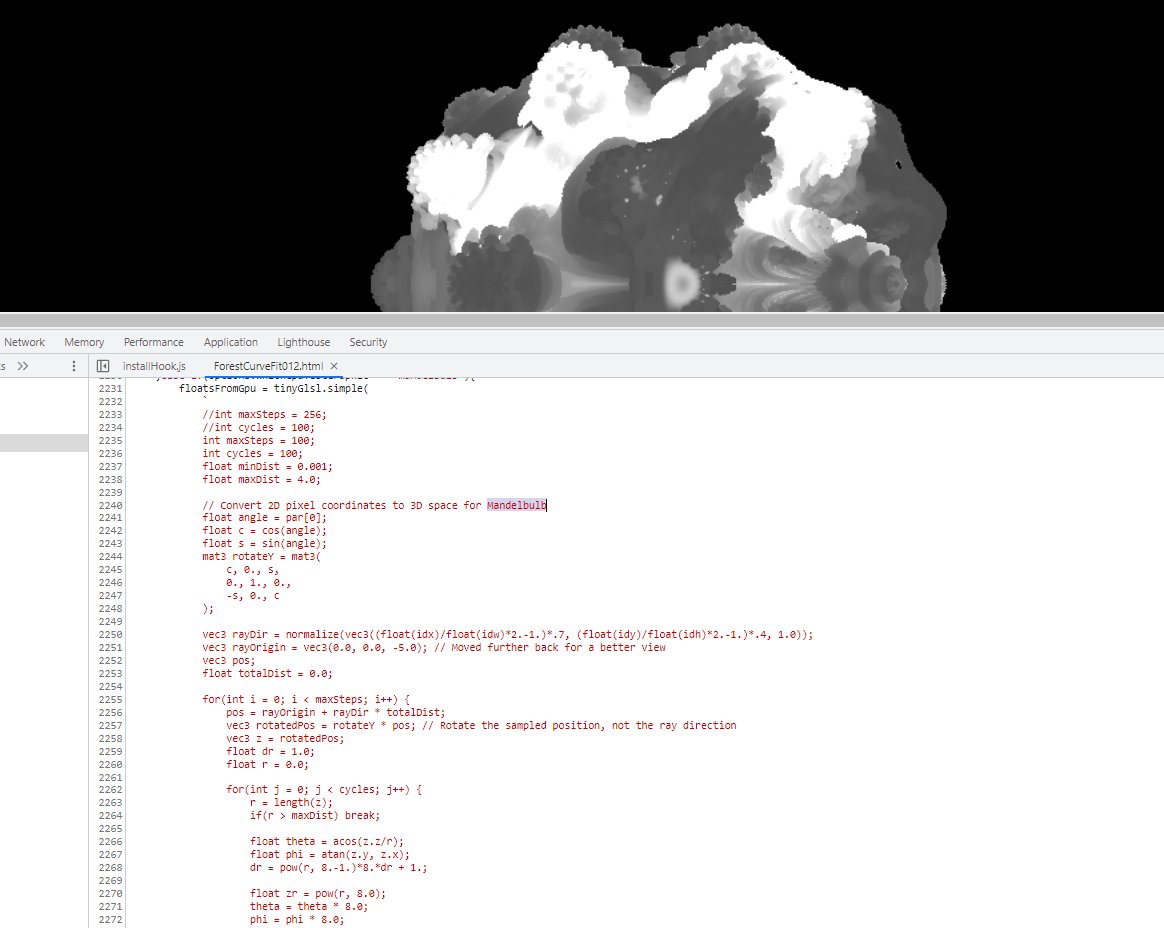 Network Memory Performance Application Lighthouse Security
s >> installHook.js ForestCurveFit012.html ×
2231 floatsFromGpu = tinyGlsl.simple(
2232 `
2233 //int maxSteps = 256;
2234 //int cycles = 100;
2235 int maxSteps = 100;
2236 int cycles = 100;
2237 float minDist = 0.001;
2238 float maxDist = 4.0;
2239
2240 // Convert 2D pixel coordinates to 3D space for Mandelbulb
2241 float angle = par[0];
2242 float c = cos(angle);
2243 float s = sin(angle);
2244 mat3 rotateY = mat3(
2245 c, 0., s,
2246 0., 1., 0.,
2247 -s, 0., c
2248 );
2249
2250 vec3 rayDir = normalize(vec3((float(idx)/float(idw)*2.-1.)*.7, (float(idy)/float(idh)*2.-1.)*.4, 1.0));
2251 vec3 rayOrigin = vec3(0.0, 0.0, -5.0); // Moved further back for a better view
2252 vec3 pos;
2253 float totalDist = 0.0;
2254
2255 for(int i = 0; i < maxSteps; i++) {
2256 pos = rayOrigin + rayDir * totalDist;
2257 vec3 rotatedPos = rotateY * pos; // Rotate the sampled position, not the ray direction
2258 vec3 z = rotatedPos;
2259 float dr = 1.0;
2260 float r = 0.0;
2261
2262 for(int j = 0; j < cycles; j++) {
2263 r = length(z);
2264 if(r > maxDist) break;
2265
2266 float theta = acos(z.z/r);
2267 float phi = atan(z.y, z.x);
2268 dr = pow(r, 8.-1.)*8.*dr + 1.;
2269
2270 float zr = pow(r, 8.0);
2271 theta = theta * 8.0;
2272 phi = phi * 8.0;